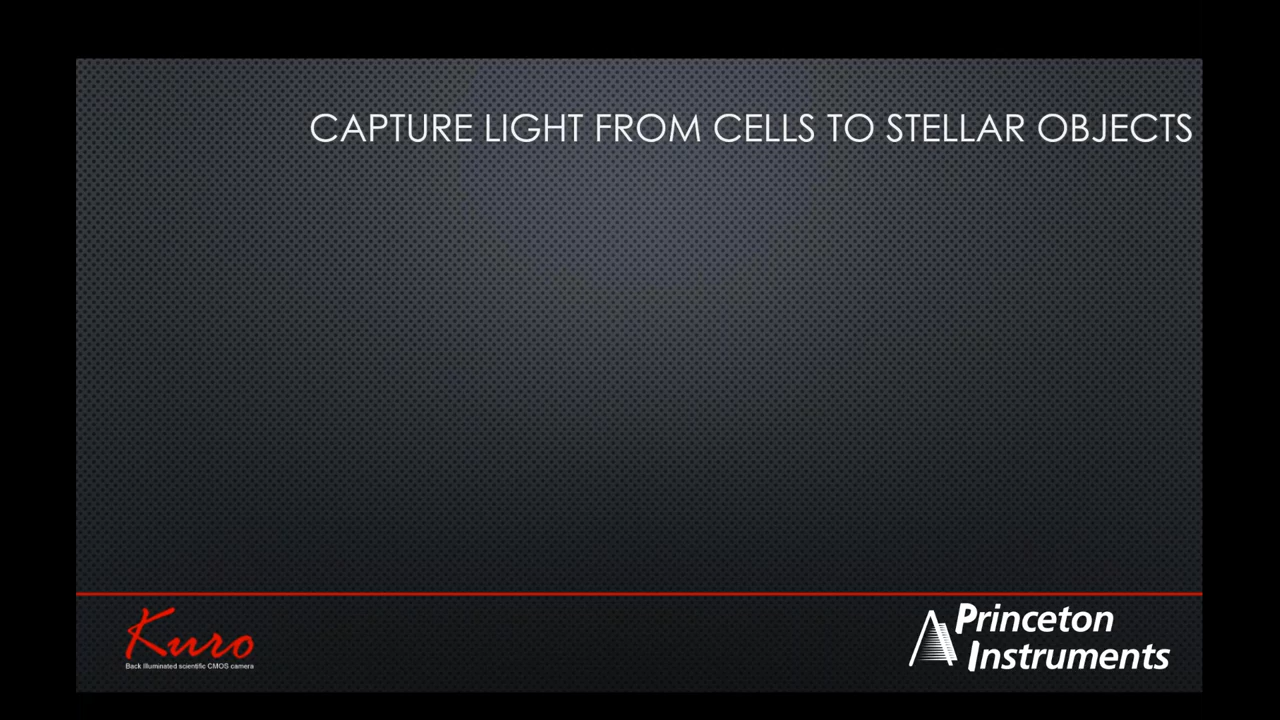 CAPTURE LIGHT FROM CELLS TO STELLAR OBJECTS
Kuro
Back Illuminated scientific CMOS camera
Princeton
Instruments